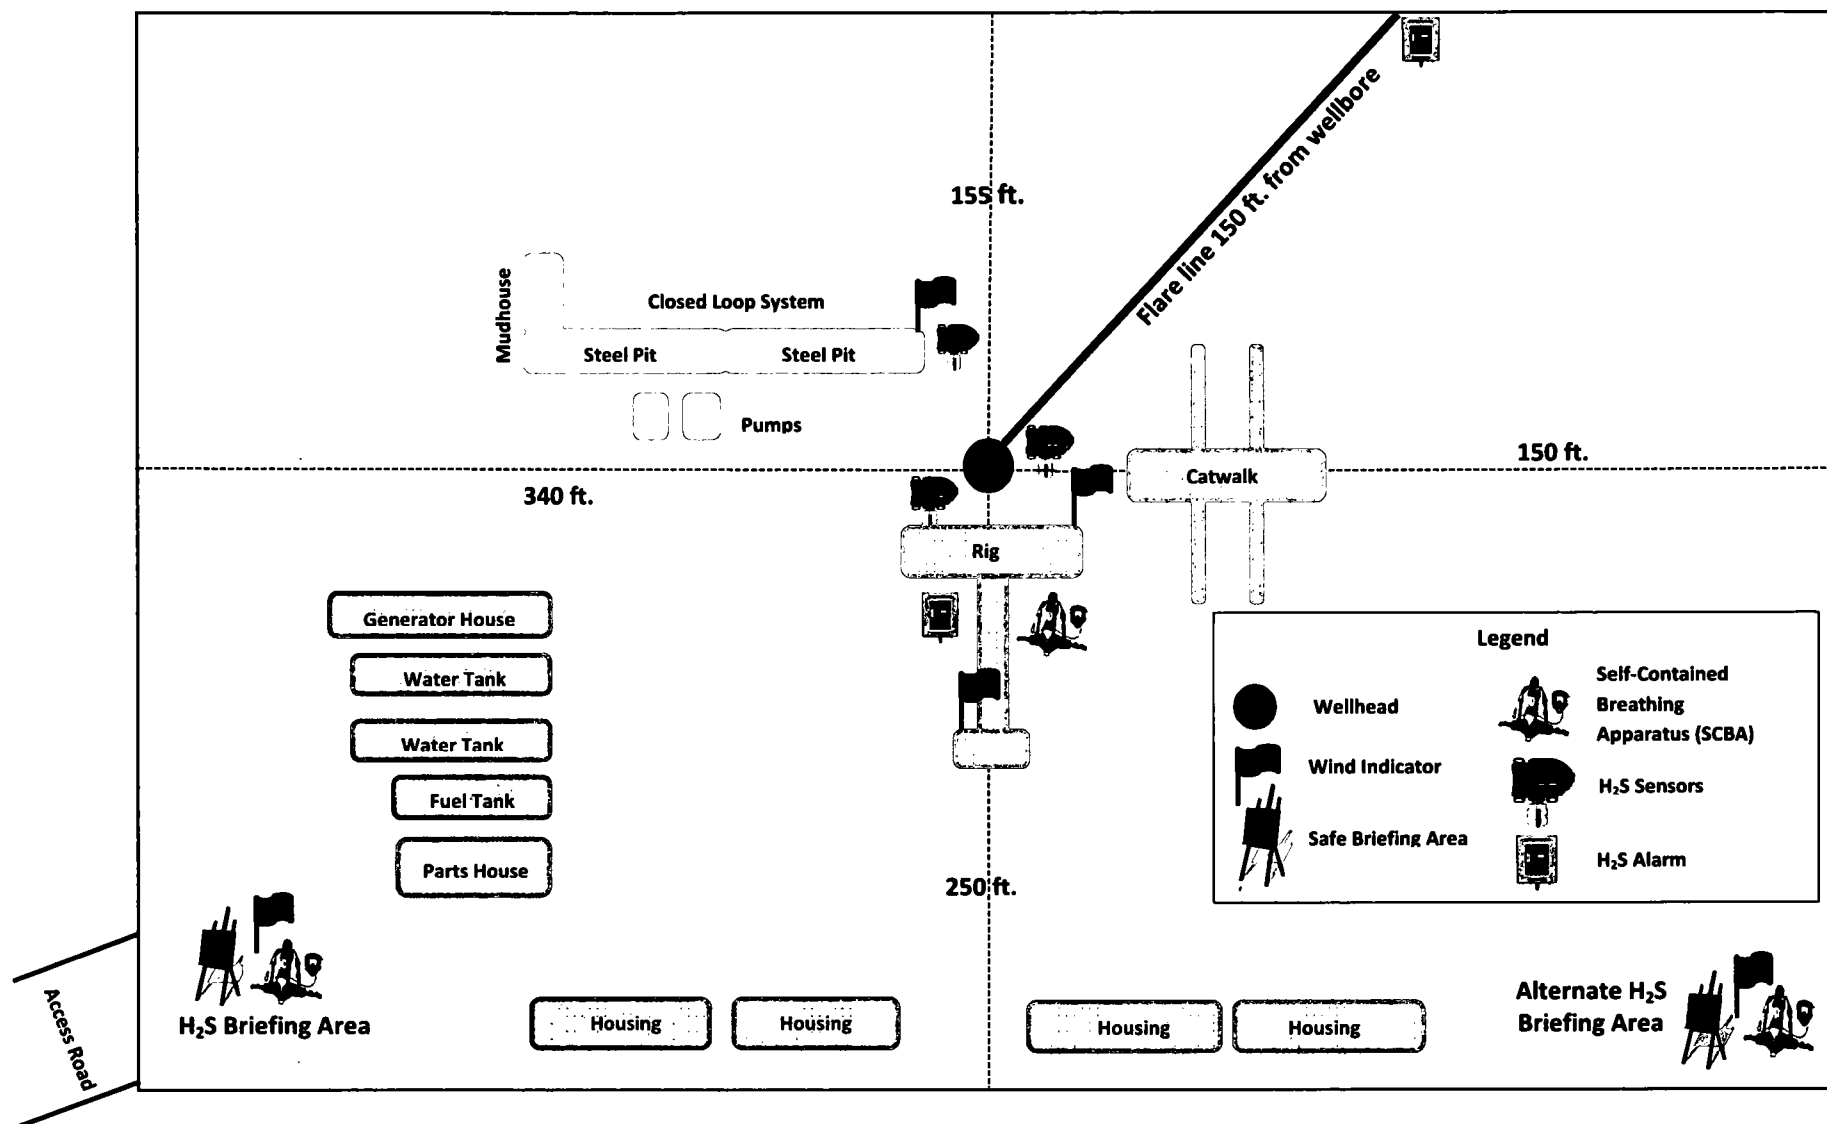 155 ft.
Flare line 150 ft. from wellbore
Mudhouse
Closed Loop System
Steel Pit
Steel Pit
Pumps
150 ft.
Catwalk
340 ft.
Rig
Generator House
Water Tank
Water Tank
Fuel Tank
Parts House
250 ft.
Legend
Wellhead
Wind Indicator
Safe Briefing Area
Self-Contained
Breathing
Apparatus (SCBA)
H₂S Sensors
H₂S Alarm
Access Road
H₂S Briefing Area
Housing
Housing
Housing
Housing
Alternate H₂S
Briefing Area